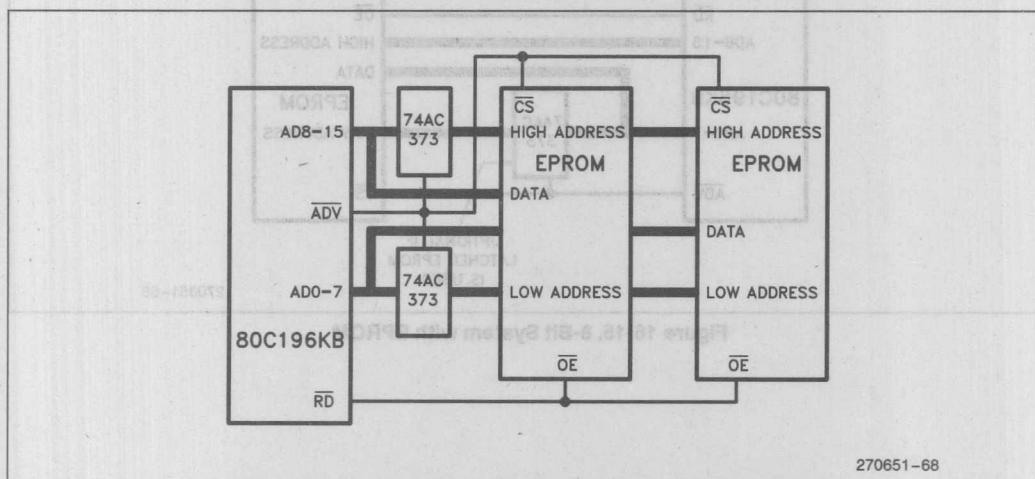 CS
CS
74AC
373
AD8-15
HIGH ADDRESS
HIGH ADDRESS
EPROM
EPROM
DATA
ADV
DATA
74AC
373
AD0-7
LOW ADDRESS
LOW ADDRESS
80C196KB
OE
OE
RD
270651-68